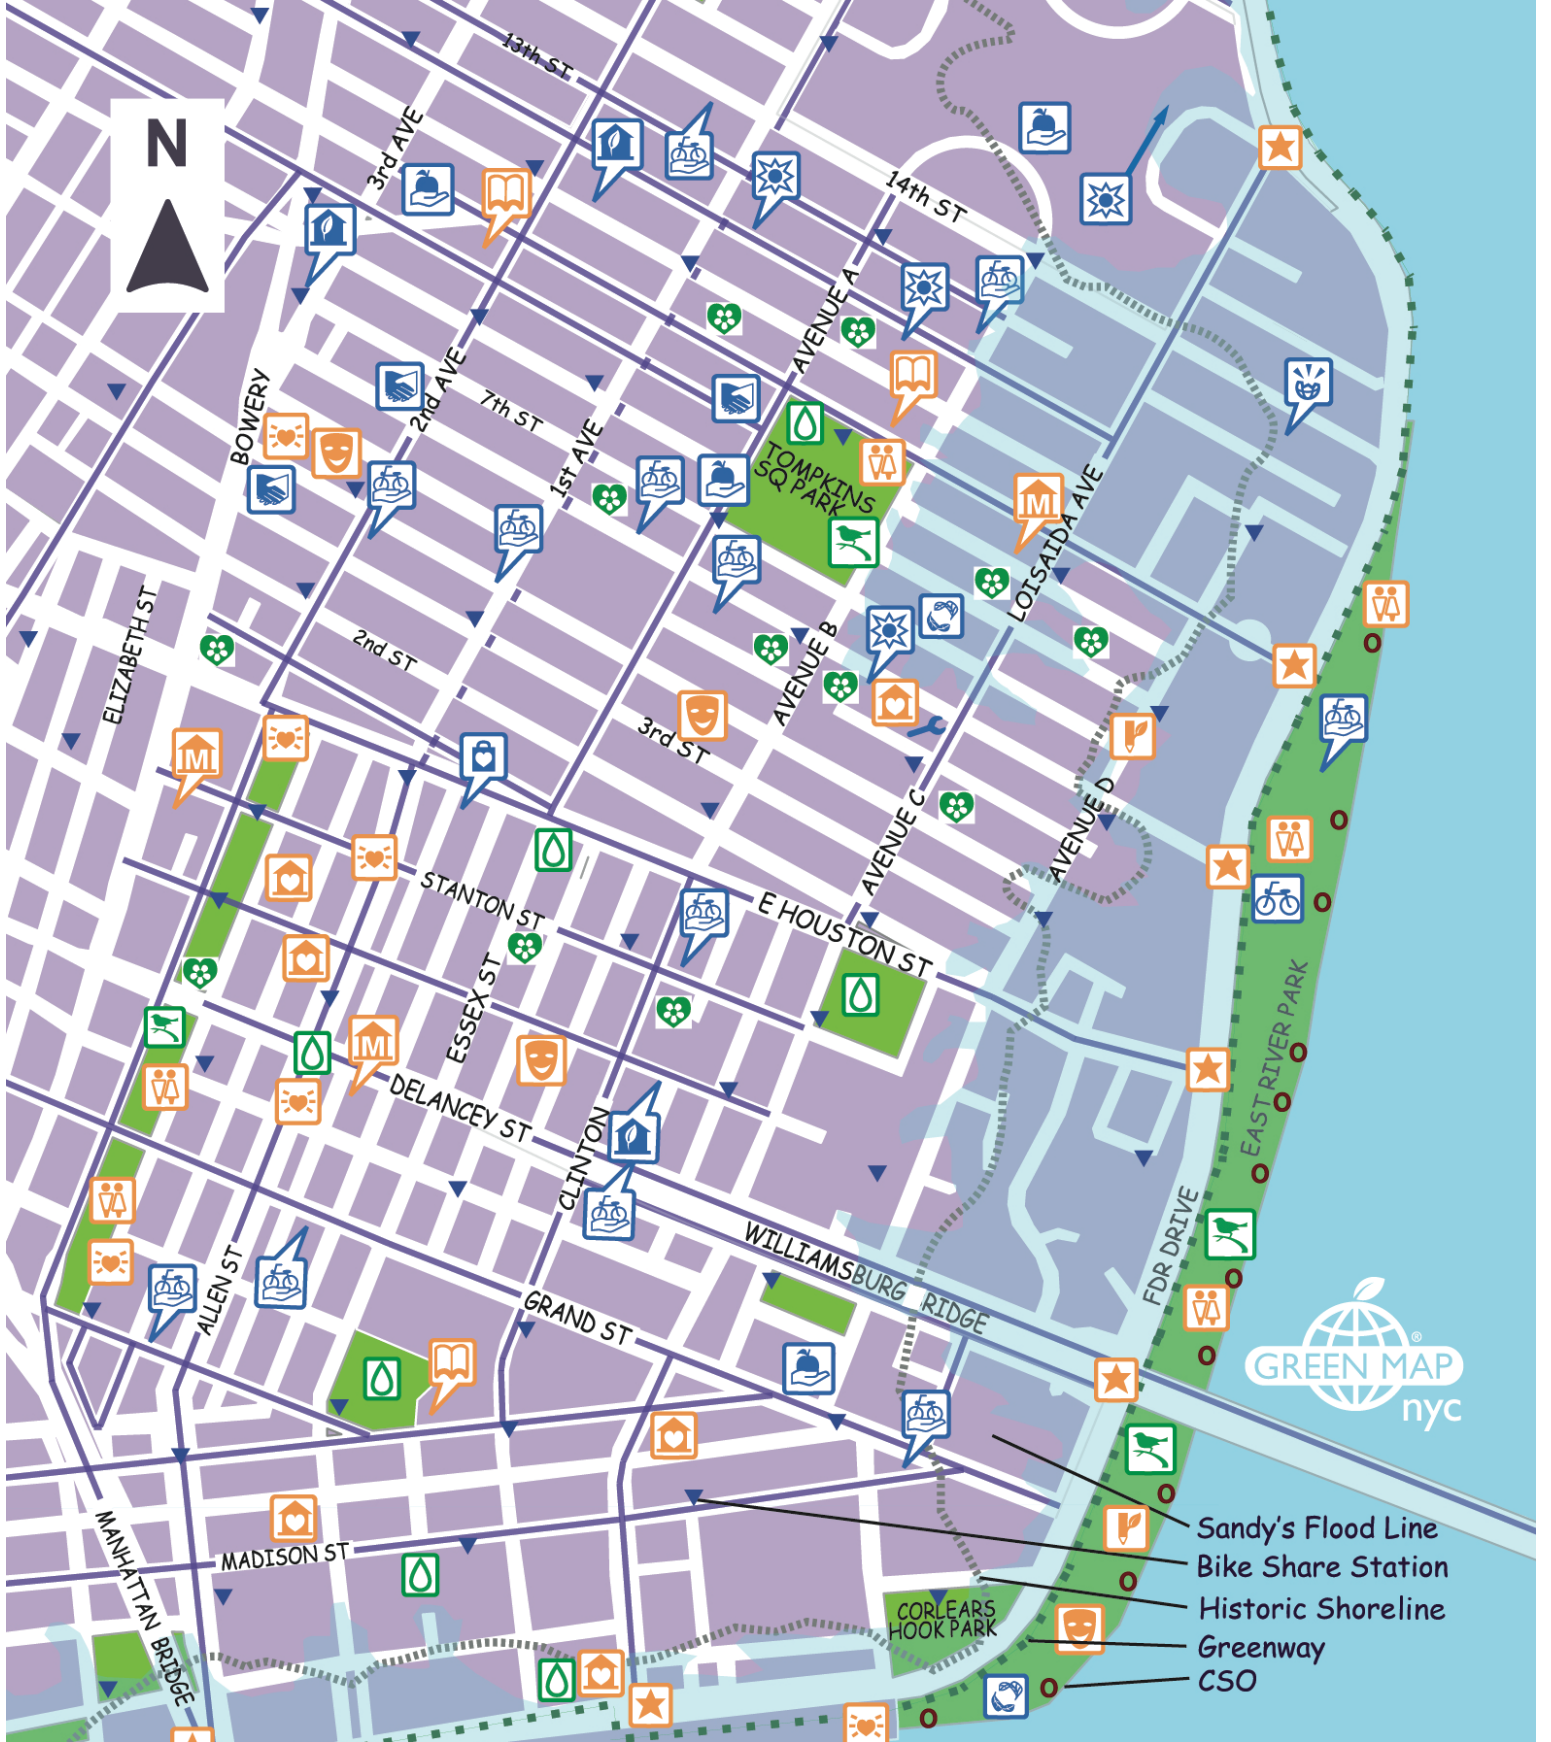 13th ST
N
3rd AVE
14th ST
AVENUE A
2nd AVE
7th ST
BOWERY
1st AVE
TOMPKINS
SQ PARK
M
LOISAIDA AVE
ELIZABETH ST
2nd ST
AVENUE B
3rd ST
M
AVENUE C
AVENUE D
STANTON ST
E HOUSTON ST
ESSEX ST
EAST RIVER PARK
M
DELANCEY ST
CLINTON
WILLIAMSBURG BRIDGE
FDR DRIVE
ALLEN ST
GRAND ST
GREEN MAP ®
nyc
MANHATTAN BRIDGE
MADISON ST
Sandy's Flood Line
Bike Share Station
Historic Shoreline
Greenway
CSO
CORLEARS
HOOK PARK